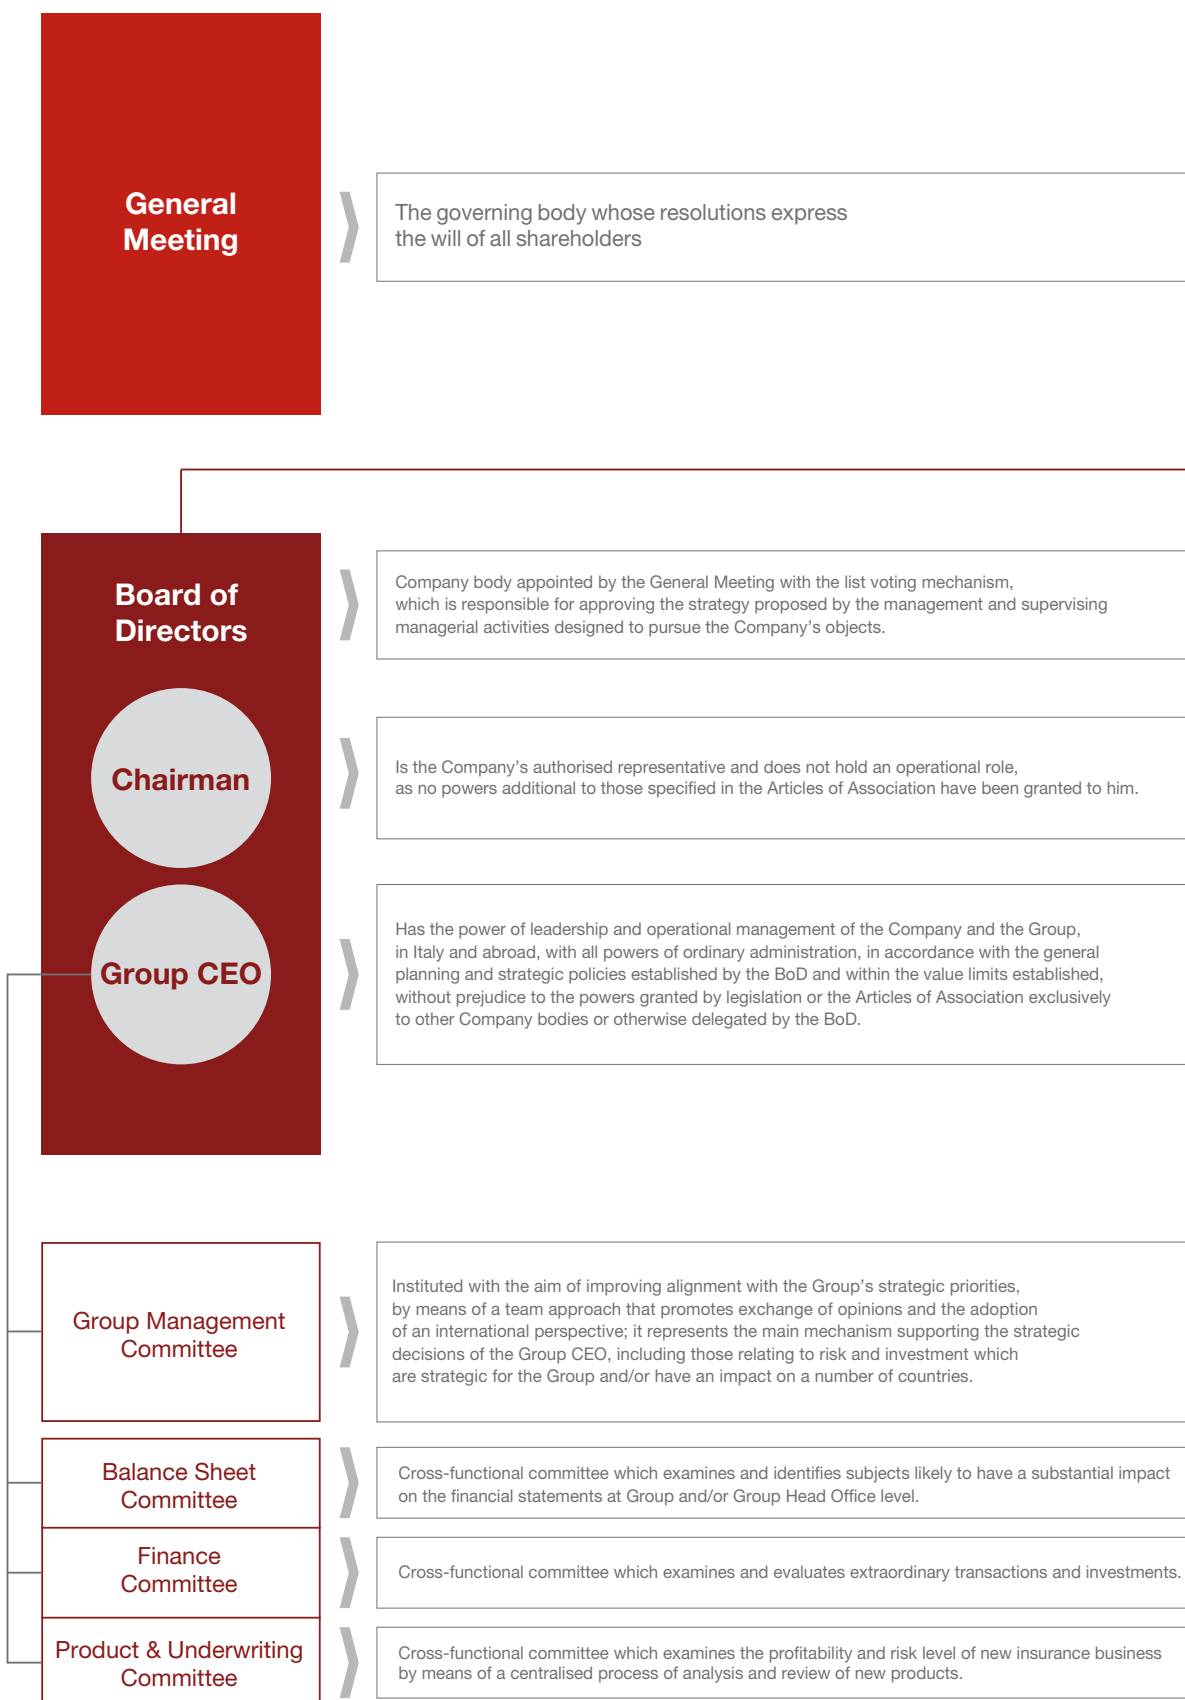 General
Meeting
The governing body whose resolutions express
the will of all shareholders
Board of
Directors
Company body appointed by the General Meeting with the list voting mechanism,
which is responsible for approving the strategy proposed by the management and supervising
managerial activities designed to pursue the Company’s objects.
Chairman
Is the Company’s authorised representative and does not hold an operational role,
as no powers additional to those specified in the Articles of Association have been granted to him.
Group CEO
Has the power of leadership and operational management of the Company and the Group,
in Italy and abroad, with all powers of ordinary administration, in accordance with the general
planning and strategic policies established by the BoD and within the value limits established,
without prejudice to the powers granted by legislation or the Articles of Association exclusively
to other Company bodies or otherwise delegated by the BoD.
Group Management
Committee
Instituted with the aim of improving alignment with the Group’s strategic priorities,
by means of a team approach that promotes exchange of opinions and the adoption
of an international perspective; it represents the main mechanism supporting the strategic
decisions of the Group CEO, including those relating to risk and investment which
are strategic for the Group and/or have an impact on a number of countries.
Balance Sheet
Committee
Cross-functional committee which examines and identifies subjects likely to have a substantial impact
on the financial statements at Group and/or Group Head Office level.
Finance
Committee
Cross-functional committee which examines and evaluates extraordinary transactions and investments.
Product & Underwriting
Committee
Cross-functional committee which examines the profitability and risk level of new insurance business
by means of a centralised process of analysis and review of new products.